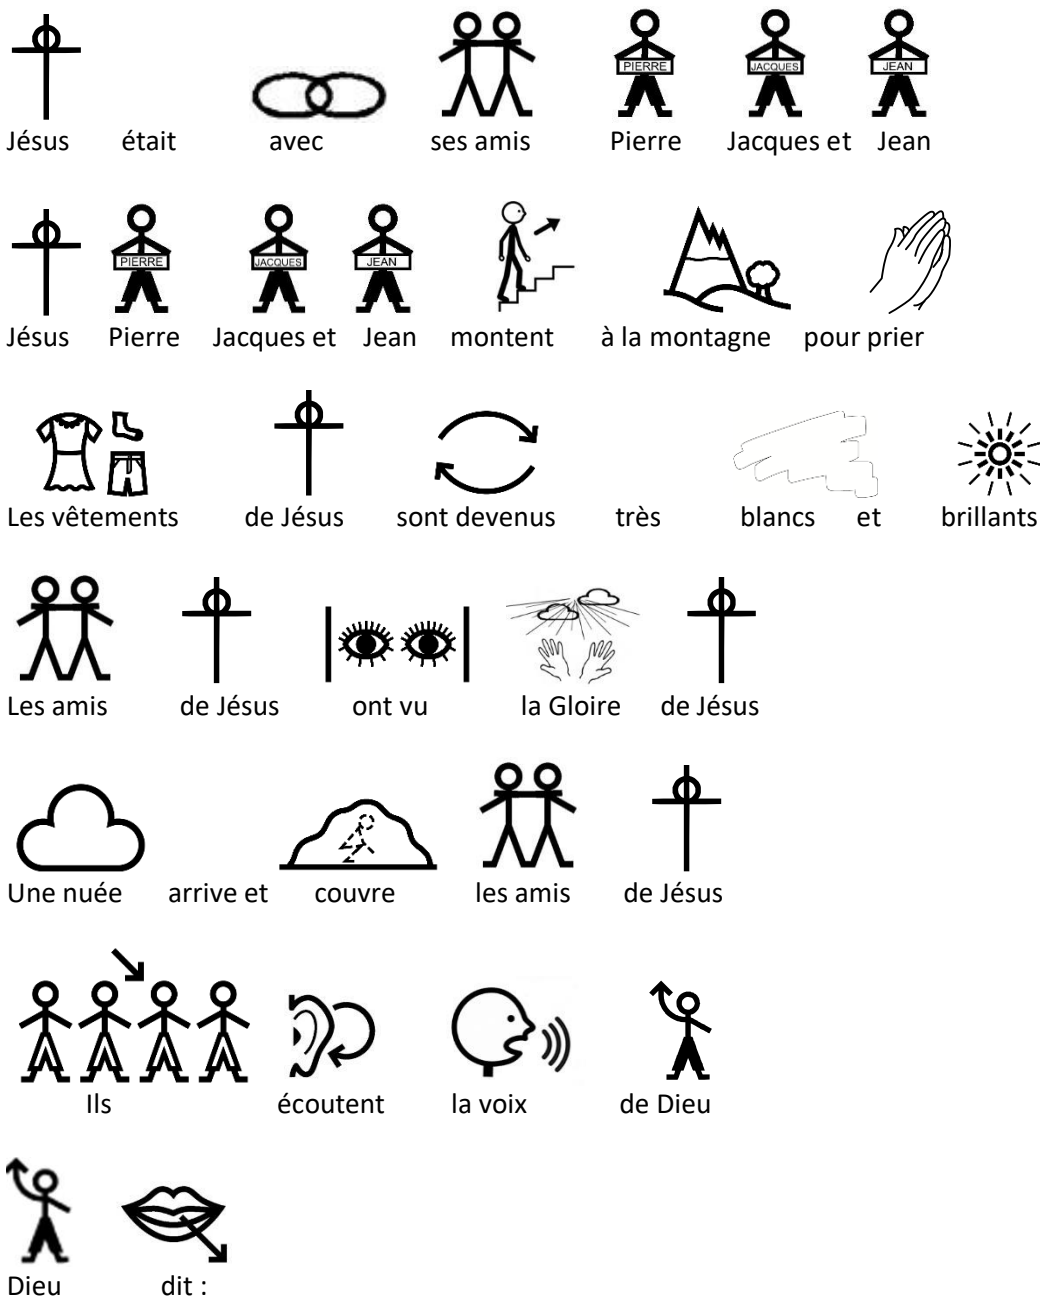 PIERRE JACQUES JEAN
Jésus était avec ses amis Pierre Jacques et Jean
PIERRE JACQUES JEAN
Jésus Pierre Jacques et Jean montent à la montagne pour prier
Les vêtements de Jésus sont devenus très blancs et brillants
Les amis de Jésus ont vu la Gloire de Jésus
Une nuée arrive et couvre les amis de Jésus
Ils écoutent la voix de Dieu
Dieu dit :